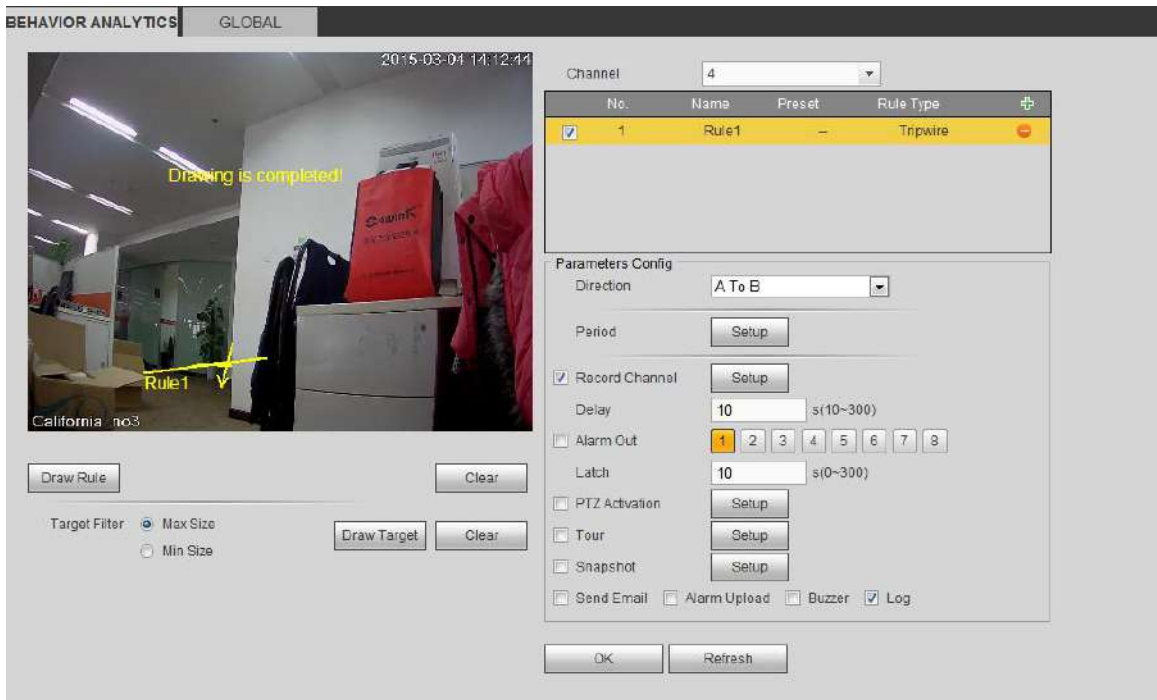 BEHAVIOR ANALYTICS GLOBAL
2015-03-04 14:12:44
Drawing is completed!
Rule1
California no3
Draw Rule Clear
Target Filter Max Size
Min Size
Draw Target Clear
Channel 4
No. Name Preset Rule Type
1 Rule1 -- Tripwire
Parameters Config
Direction A To B
Period Setup
Record Channel Setup
Delay 10 s(10~300)
Alarm Out 1 2 3 4 5 6 7 8
Latch 10 s(0~300)
PTZ Activation Setup
Tour Setup
Snapshot Setup
Send Email Alarm Upload Buzzer Log
OK Refresh